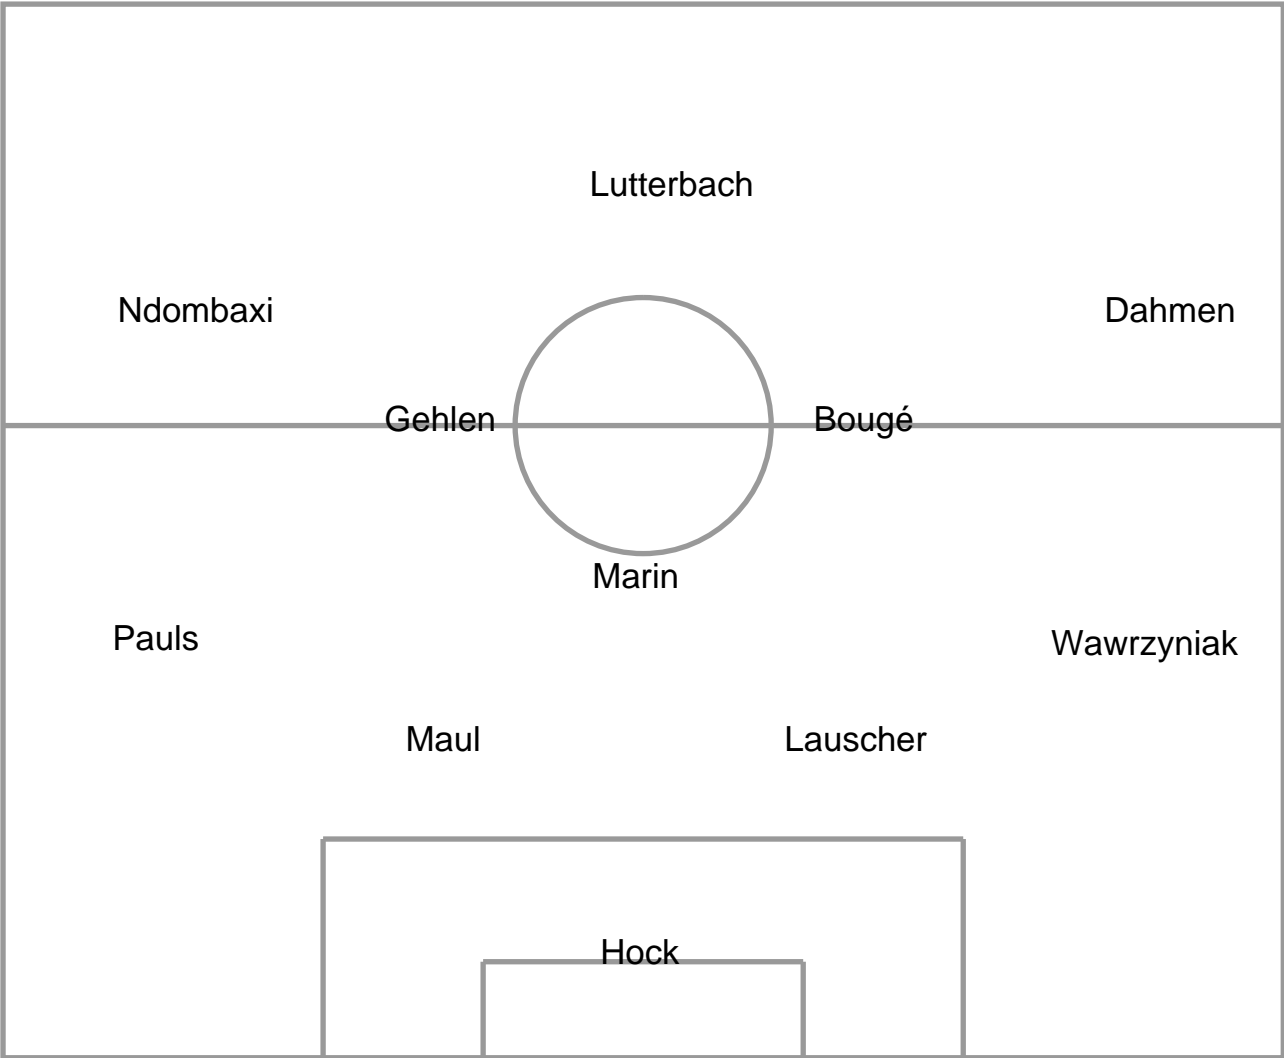 Lutterbach
Ndombaxi
Dahmen
Gehlen
Bougé
Marin
Pauls
Wawrzyniak
Maul
Lauscher
Hock